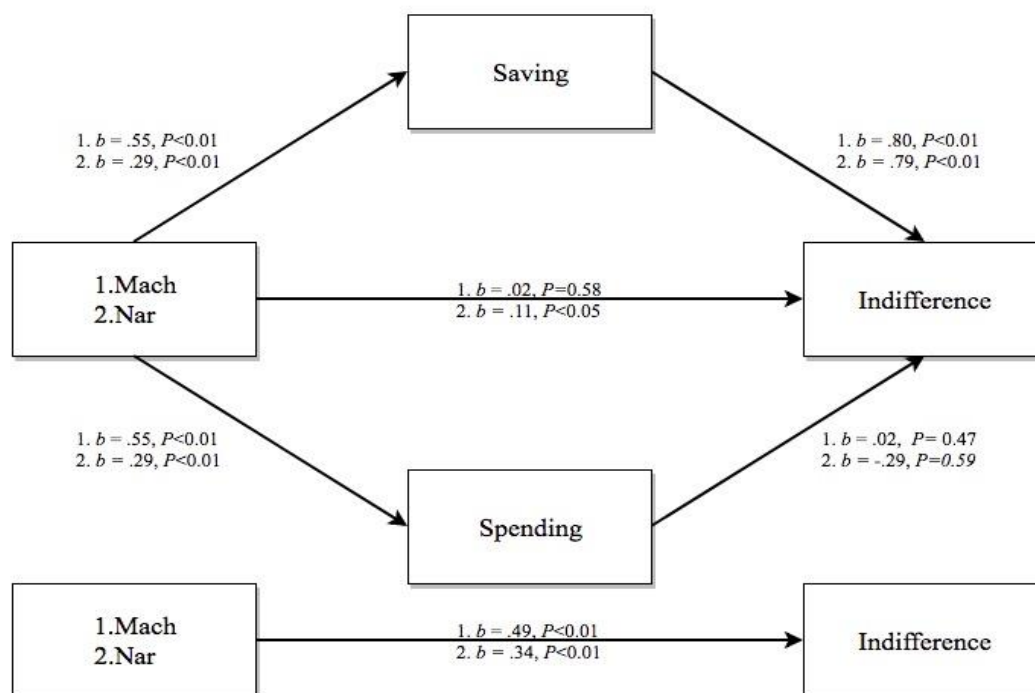 Saving
1. b = .55, P<0.01
2. b = .29, P<0.01
1. b = .80, P<0.01
2. b = .79, P<0.01
1.Mach
2.Nar
1. b = .02, P=0.58
2. b = .11, P<0.05
Indifference
1. b = .55, P<0.01
2. b = .29, P<0.01
1. b = .02, P= 0.47
2. b = -.29, P=0.59
Spending
1.Mach
2.Nar
1. b = .49, P<0.01
2. b = .34, P<0.01
Indifference